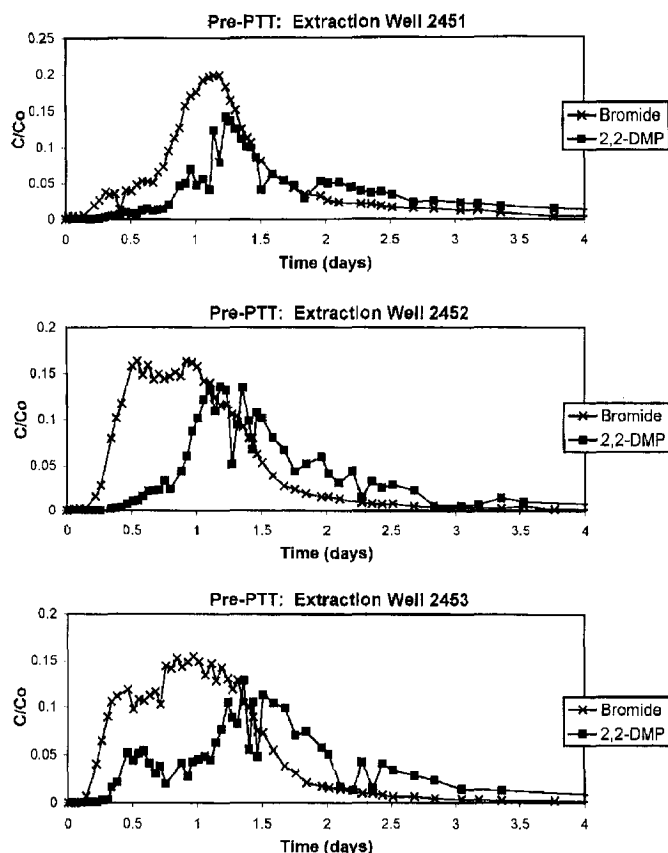 Pre-PTT: Extraction Well 2451
0.25
0.2
0.15
0.1
0.05
0
C/Co
0 0.5 1 1.5 2 2.5 3 3.5 4
Time (days)
Bromide
2,2-DMP
Pre-PTT: Extraction Well 2452
0.2
0.15
0.1
0.05
0
C/Co
0 0.5 1 1.5 2 2.5 3 3.5 4
Time (days)
Bromide
2,2-DMP
Pre-PTT: Extraction Well 2453
0.2
0.15
0.1
0.05
0
C/Co
0 0.5 1 1.5 2 2.5 3 3.5 4
Time (days)
Bromide
2,2-DMP